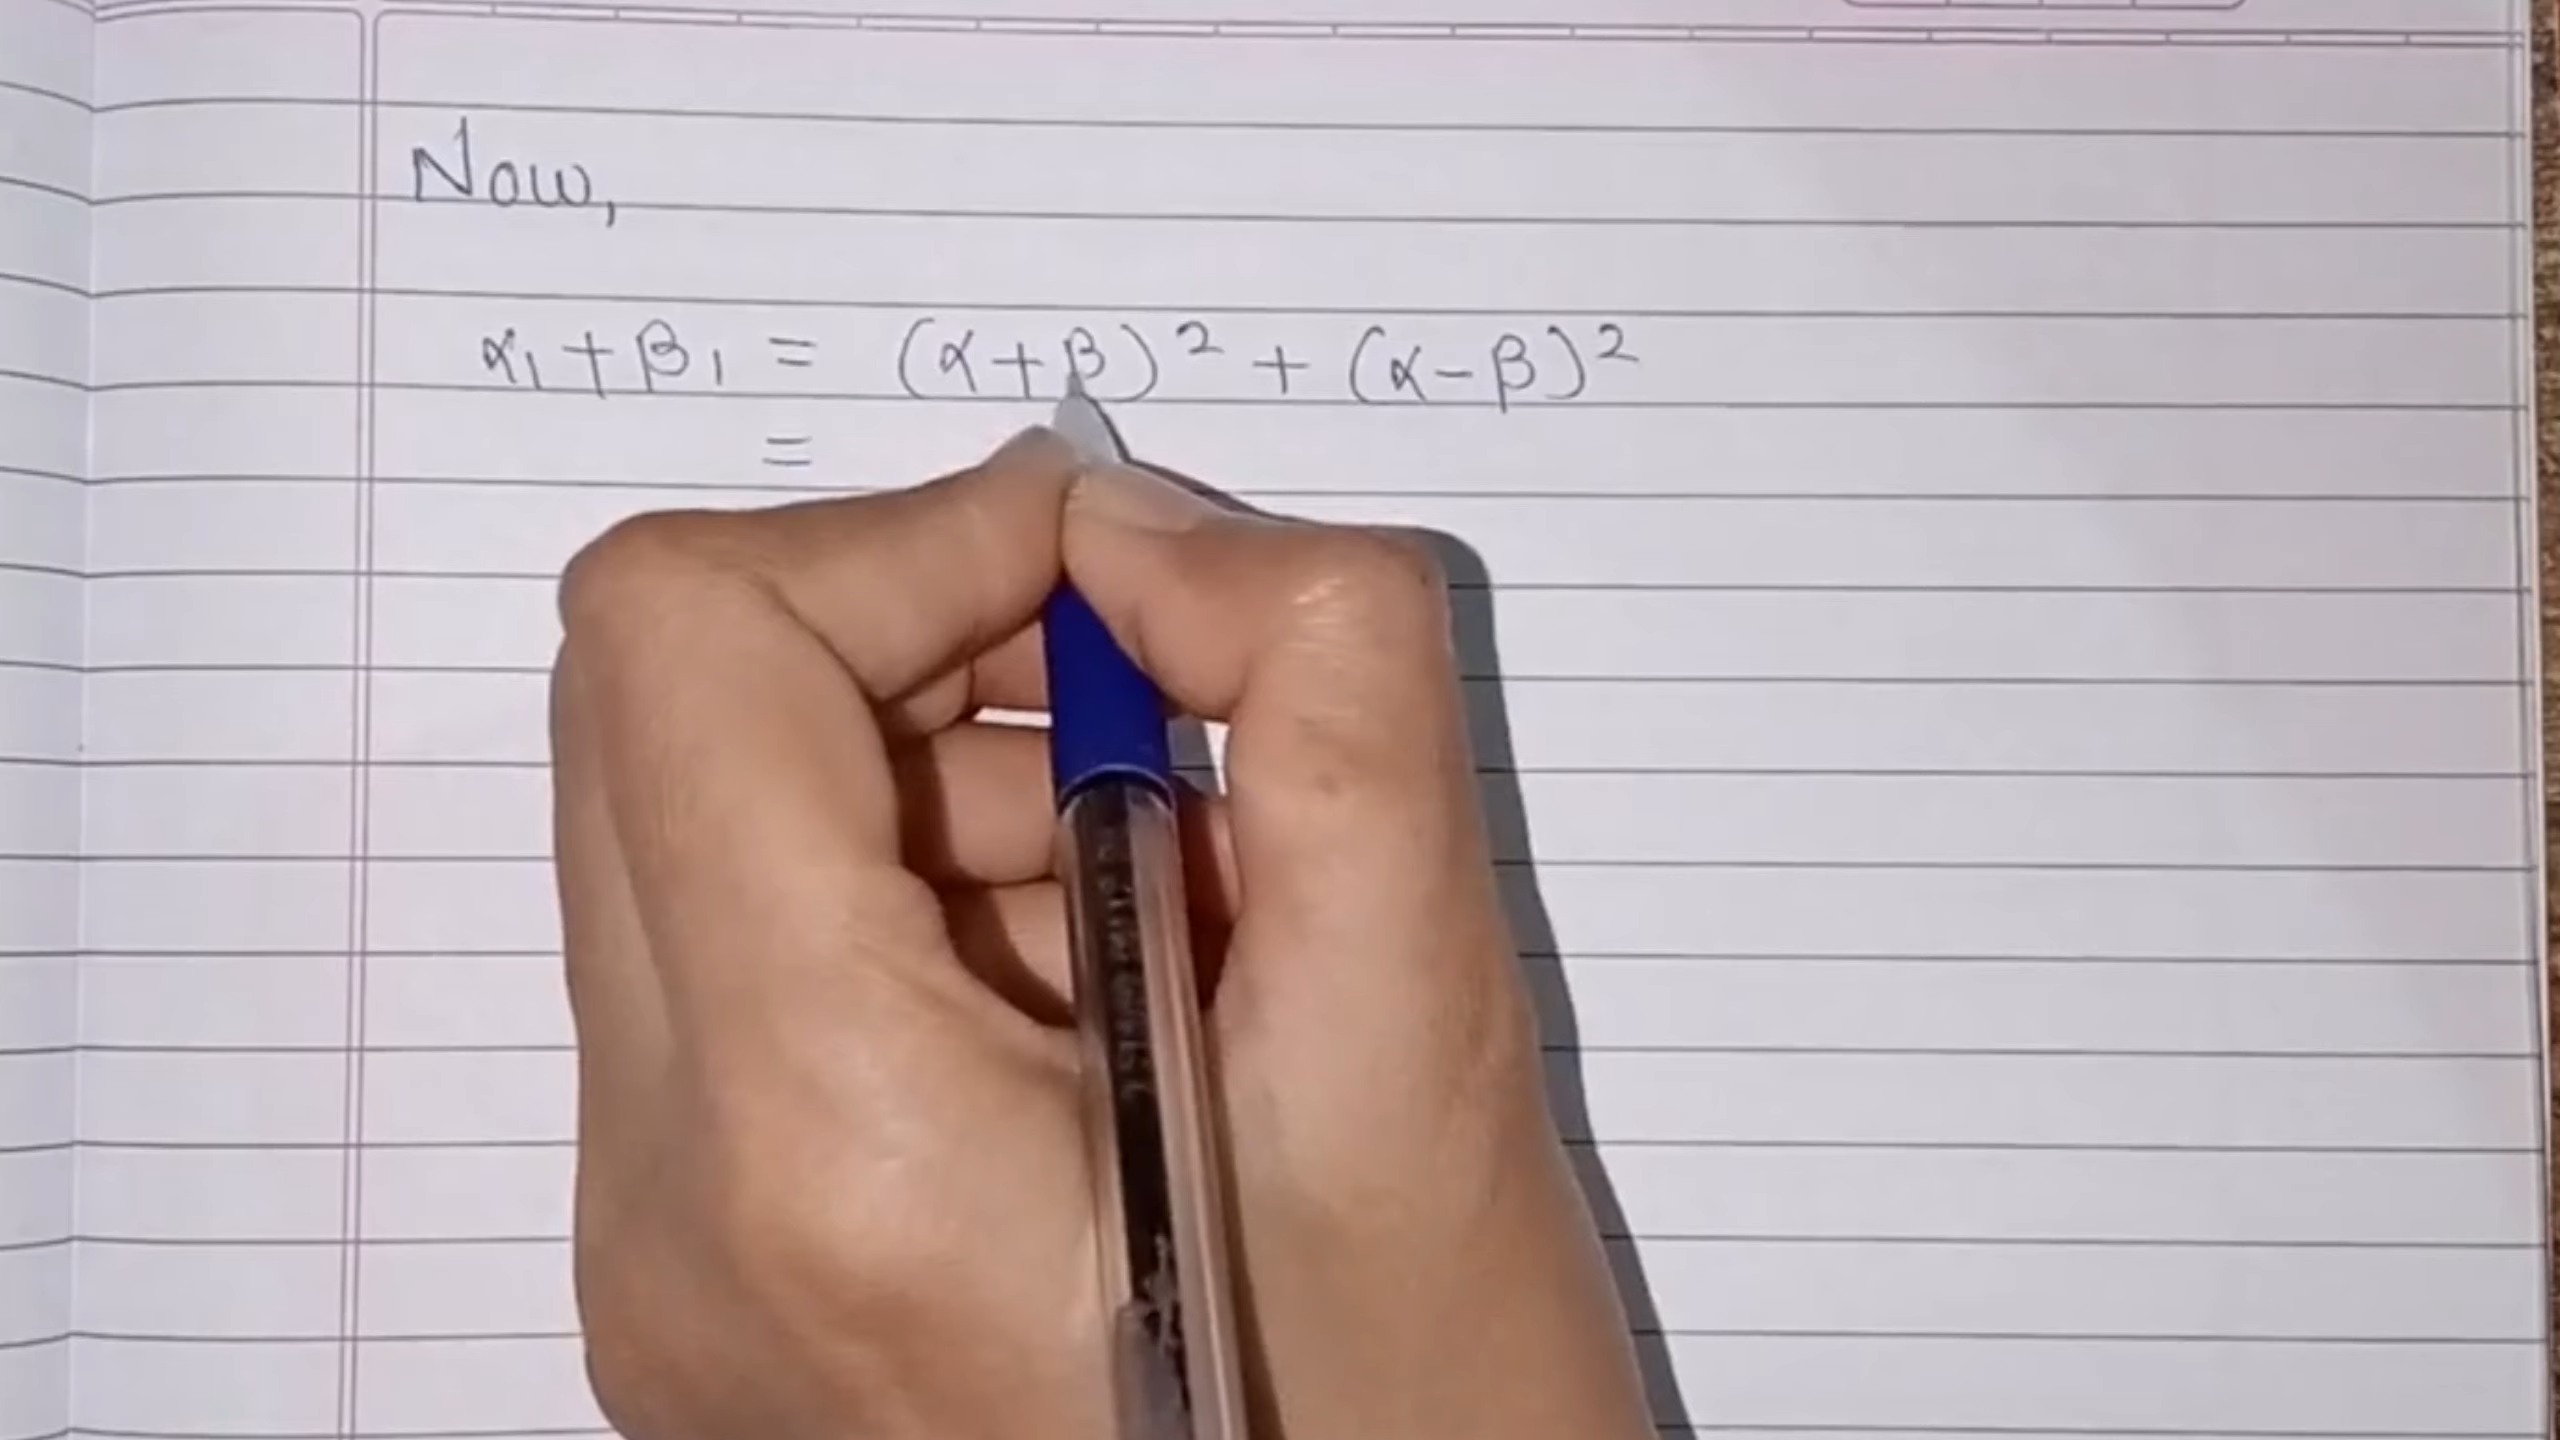 Now,
α₁ + β₁ = (α + β)² + (α - β)²
=